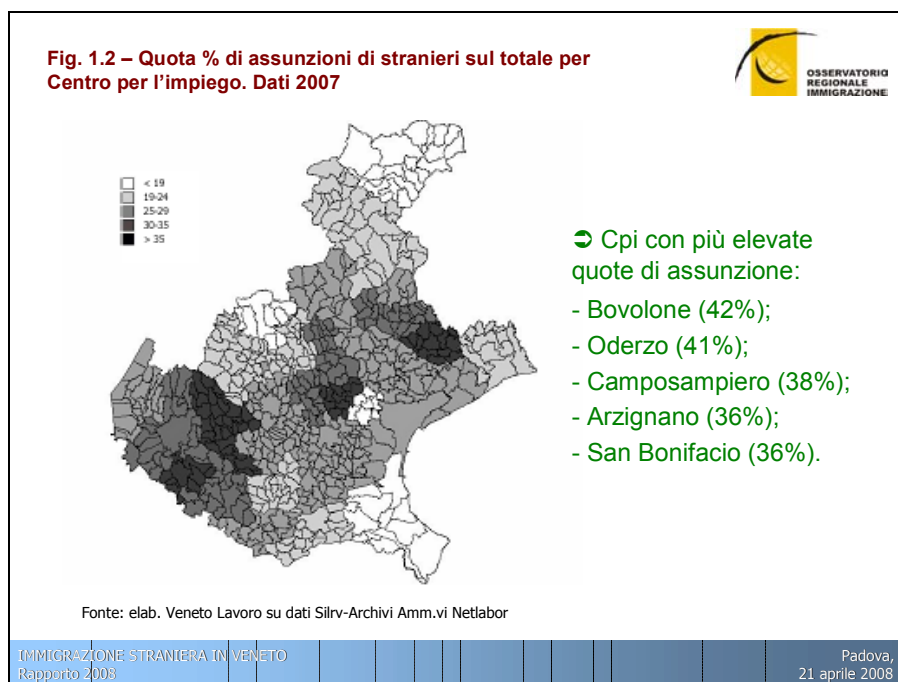 Fig. 1.2 – Quota % di assunzioni di stranieri sul totale per
Centro per l'impiego. Dati 2007
OSSERVATORIO
REGIONALE
IMMIGRAZIONE
< 19
19-24
25-29
30-35
> 35
➲ Cpi con più elevate
quote di assunzione:
- Bovolone (42%);
- Oderzo (41%);
- Camposampiero (38%);
- Arzignano (36%);
- San Bonifacio (36%).
Fonte: elab. Veneto Lavoro su dati Silrv-Archivi Amm.vi Netlabor
IMMIGRAZIONE STRANIERA IN VENETO
Rapporto 2008
Padova,
21 aprile 2008